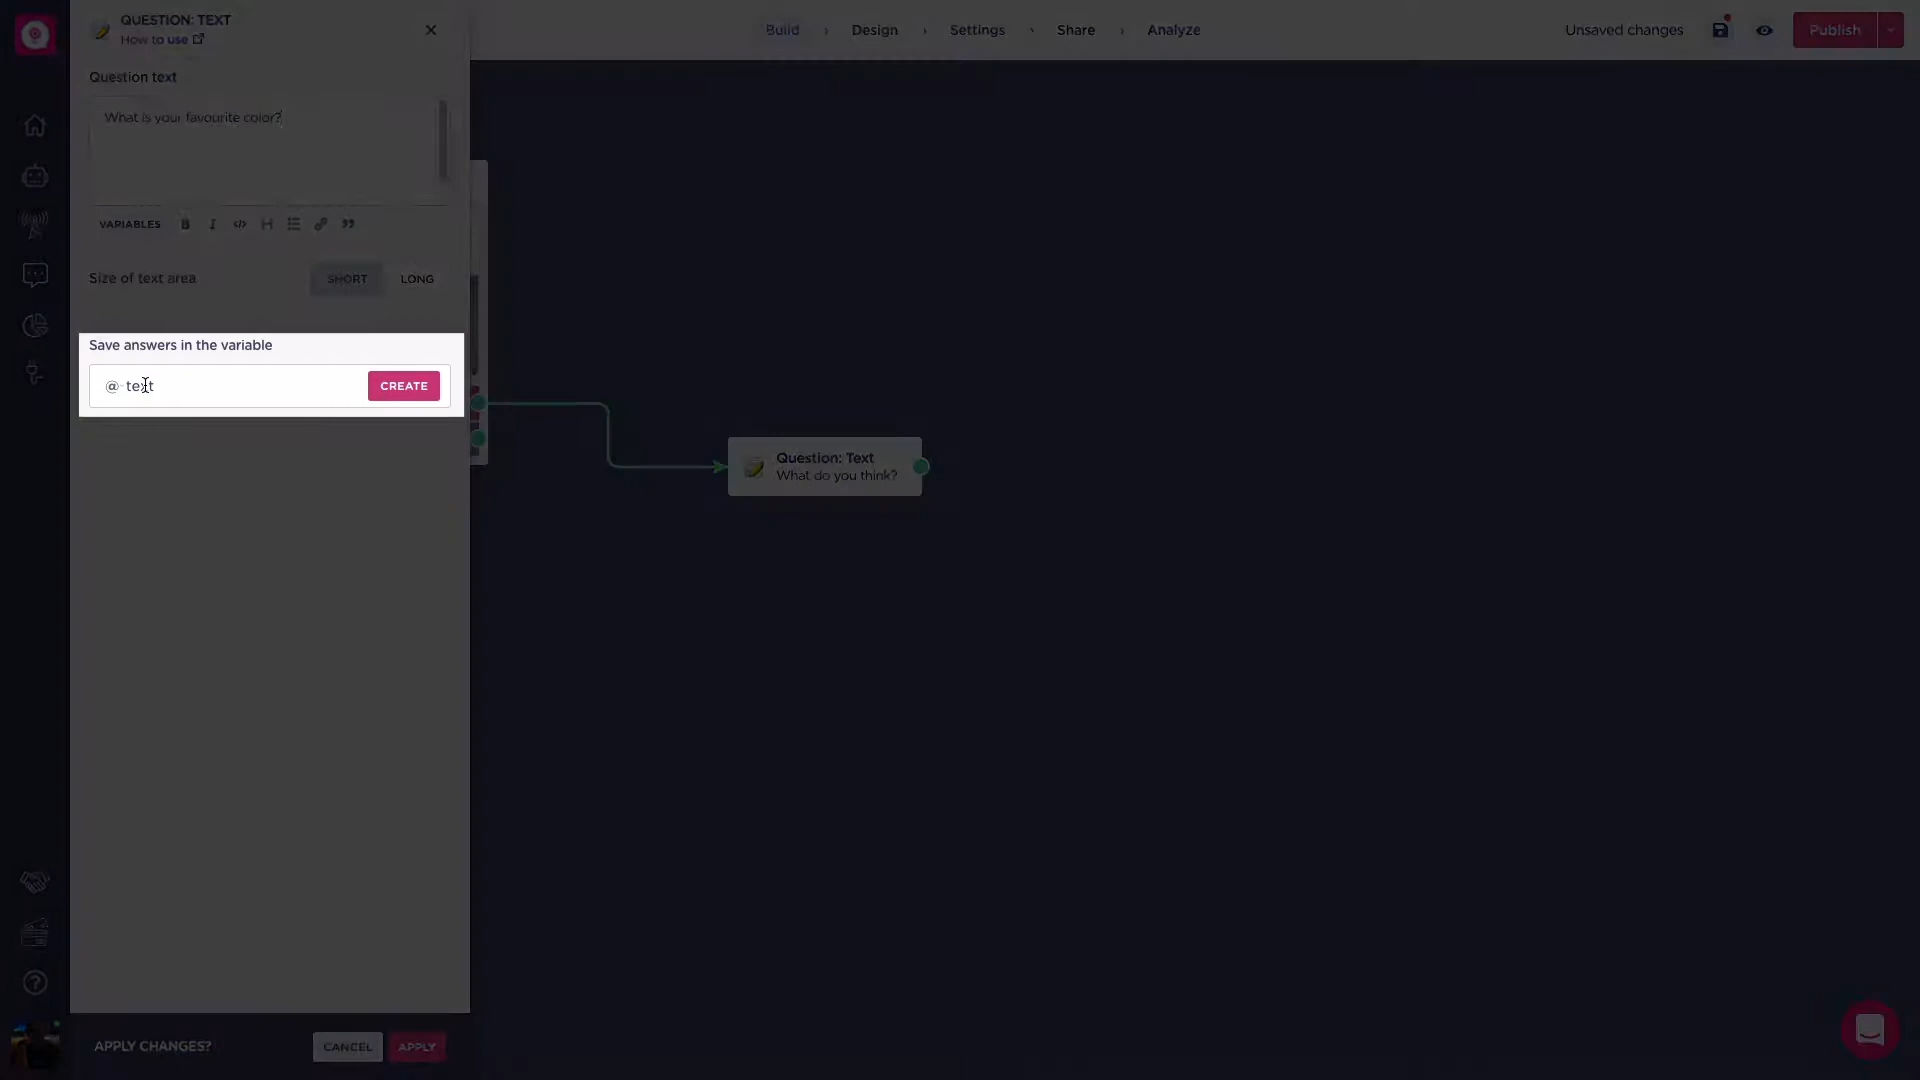 QUESTION: TEXT
How to use
Build
Design
Settings
Share
Analyze
Unsaved changes
Publish
Question text
What is your favourite color?
VARIABLES B I </> H
Size of text area
SHORT
LONG
Save answers in the variable
@ text
CREATE
Question: Text
What do you think?
APPLY CHANGES?
CANCEL
APPLY